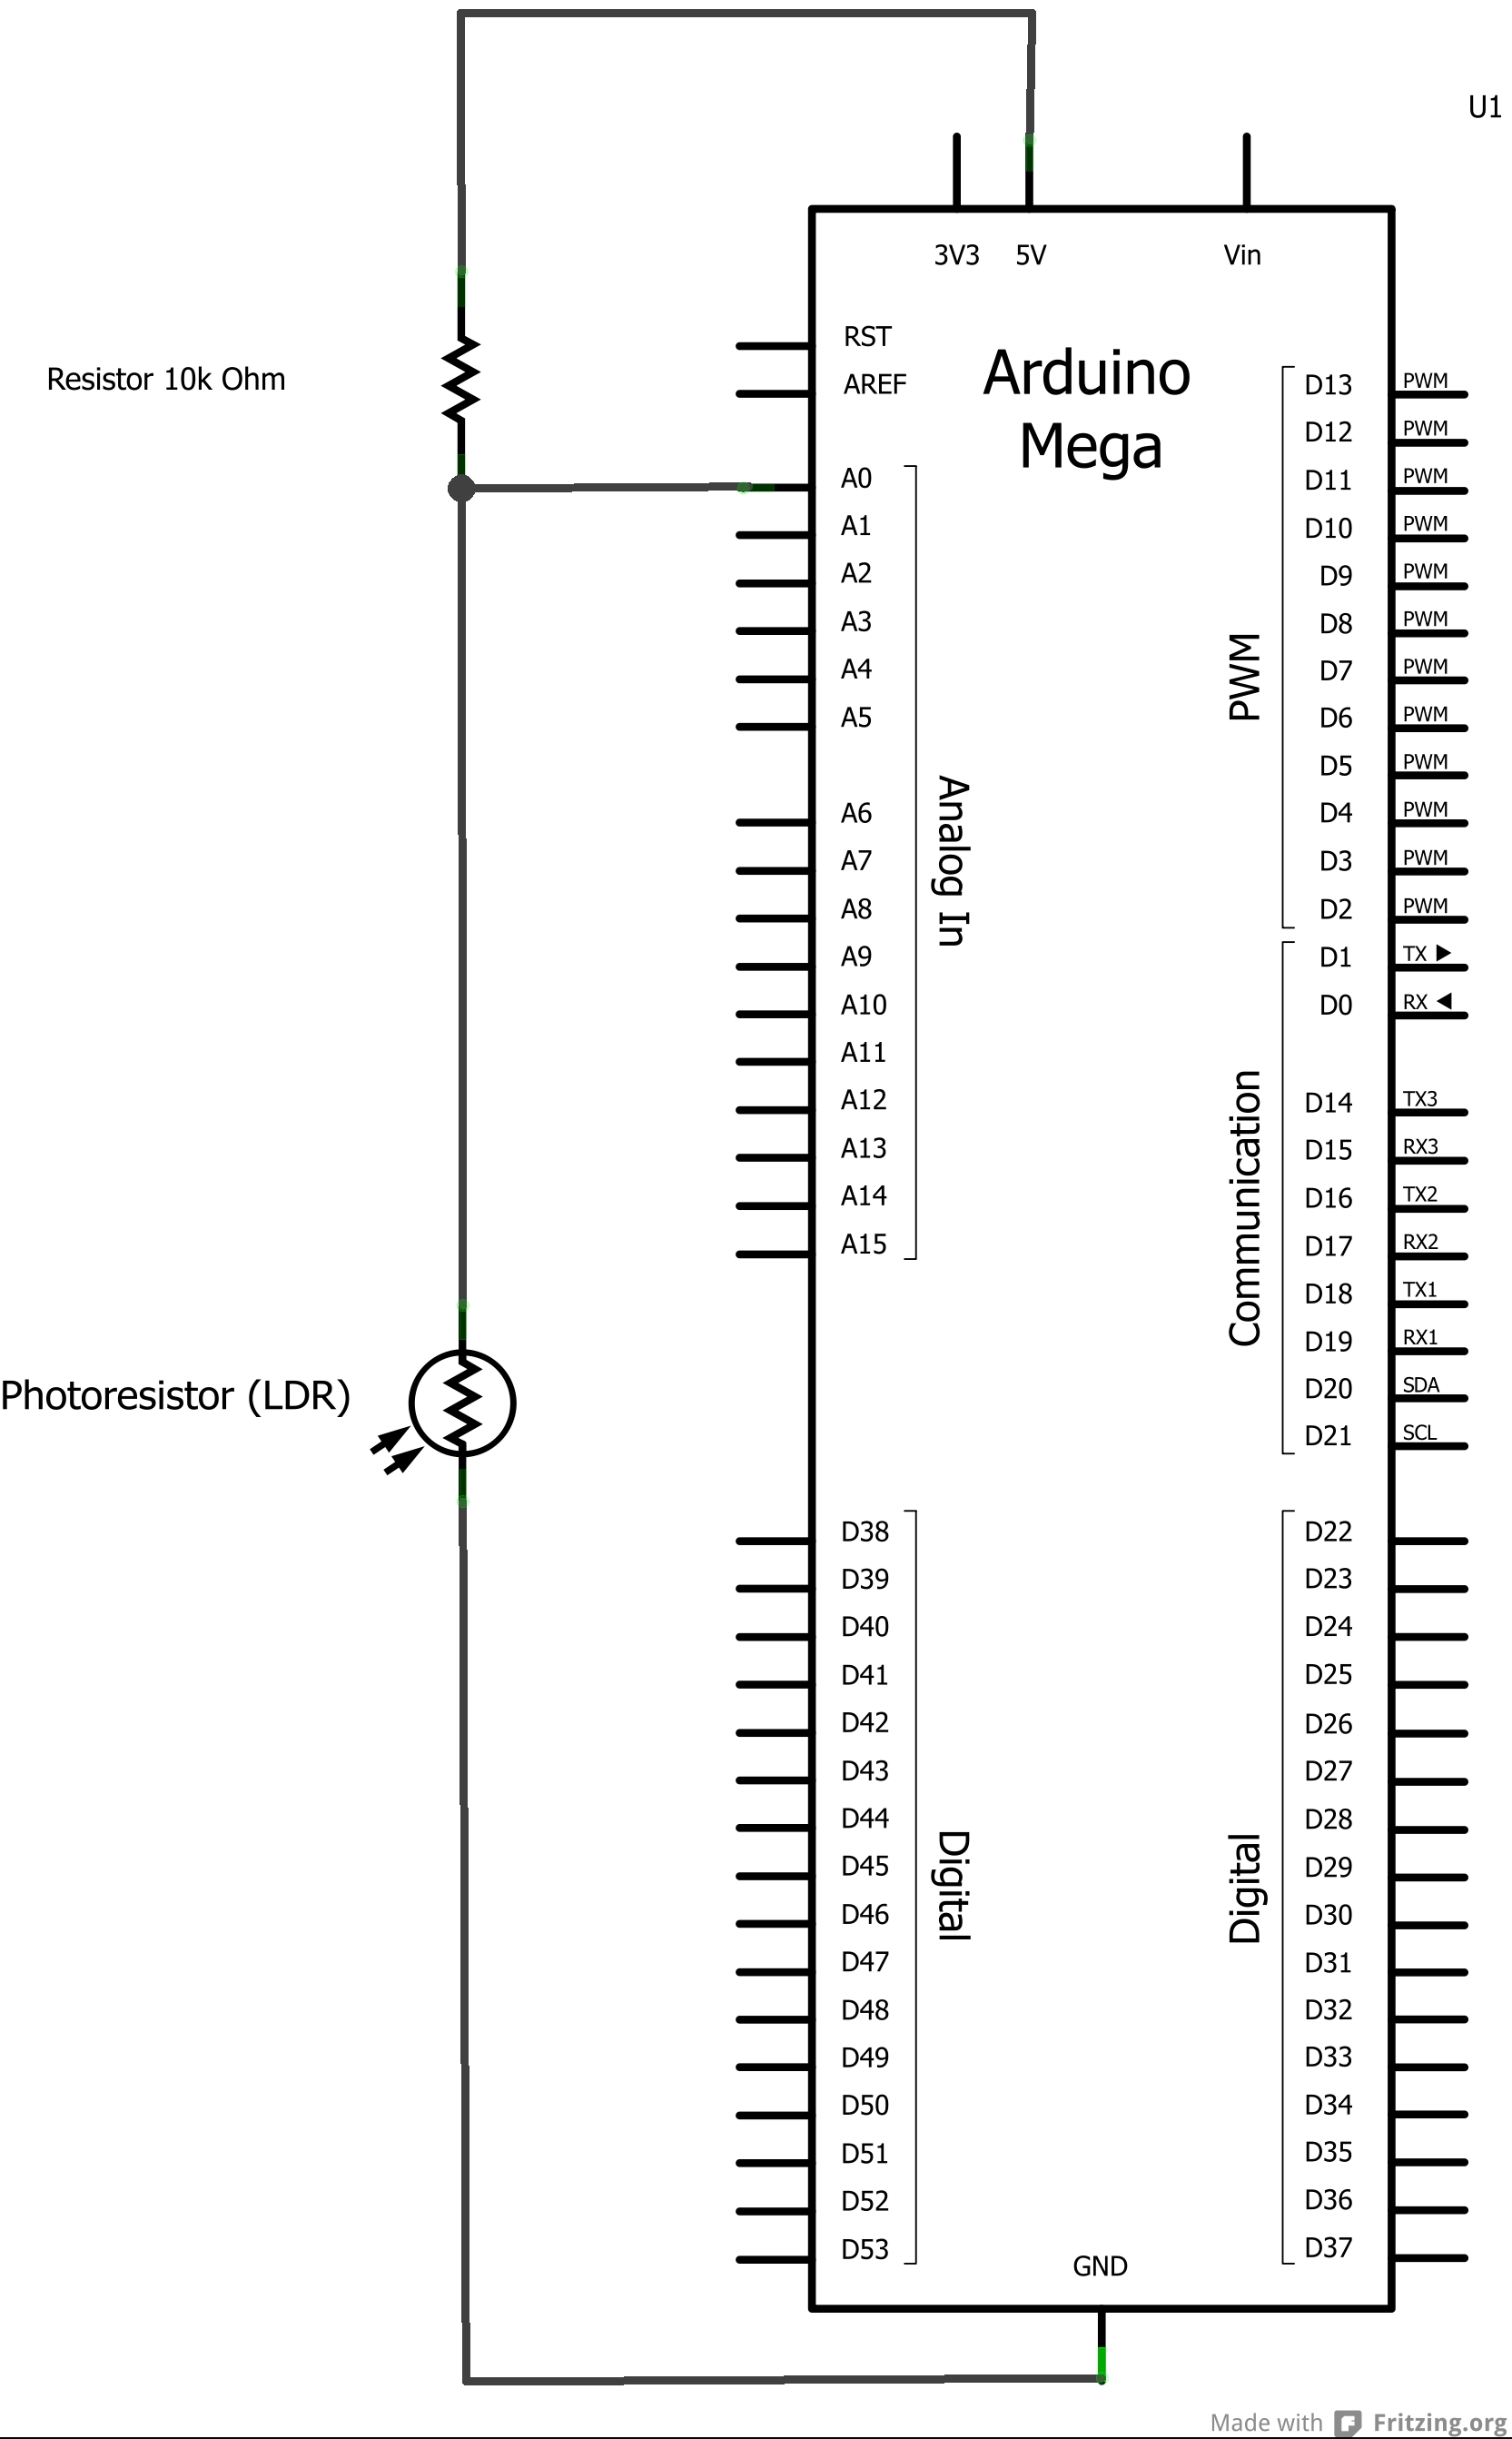 U1
3V3 5V Vin
Arduino
Mega
Resistor 10k Ohm
Photoresistor (LDR)
RST
AREF
A0
A1
A2
A3
A4
A5
A6
A7
A8
A9
A10
A11
A12
A13
A14
A15
Analog In
D38
D39
D40
D41
D42
D43
D44
D45
D46
D47
D48
D49
D50
D51
D52
D53
Digital
PWM
D13 PWM
D12 PWM
D11 PWM
D10 PWM
D9 PWM
D8 PWM
D7 PWM
D6 PWM
D5 PWM
D4 PWM
D3 PWM
D2 PWM
Communication
D1 TX
D0 RX
D14 TX3
D15 RX3
D16 TX2
D17 RX2
D18 TX1
D19 RX1
D20 SDA
D21 SCL
Digital
D22
D23
D24
D25
D26
D27
D28
D29
D30
D31
D32
D33
D34
D35
D36
D37
GND
Made with Fritzing.org